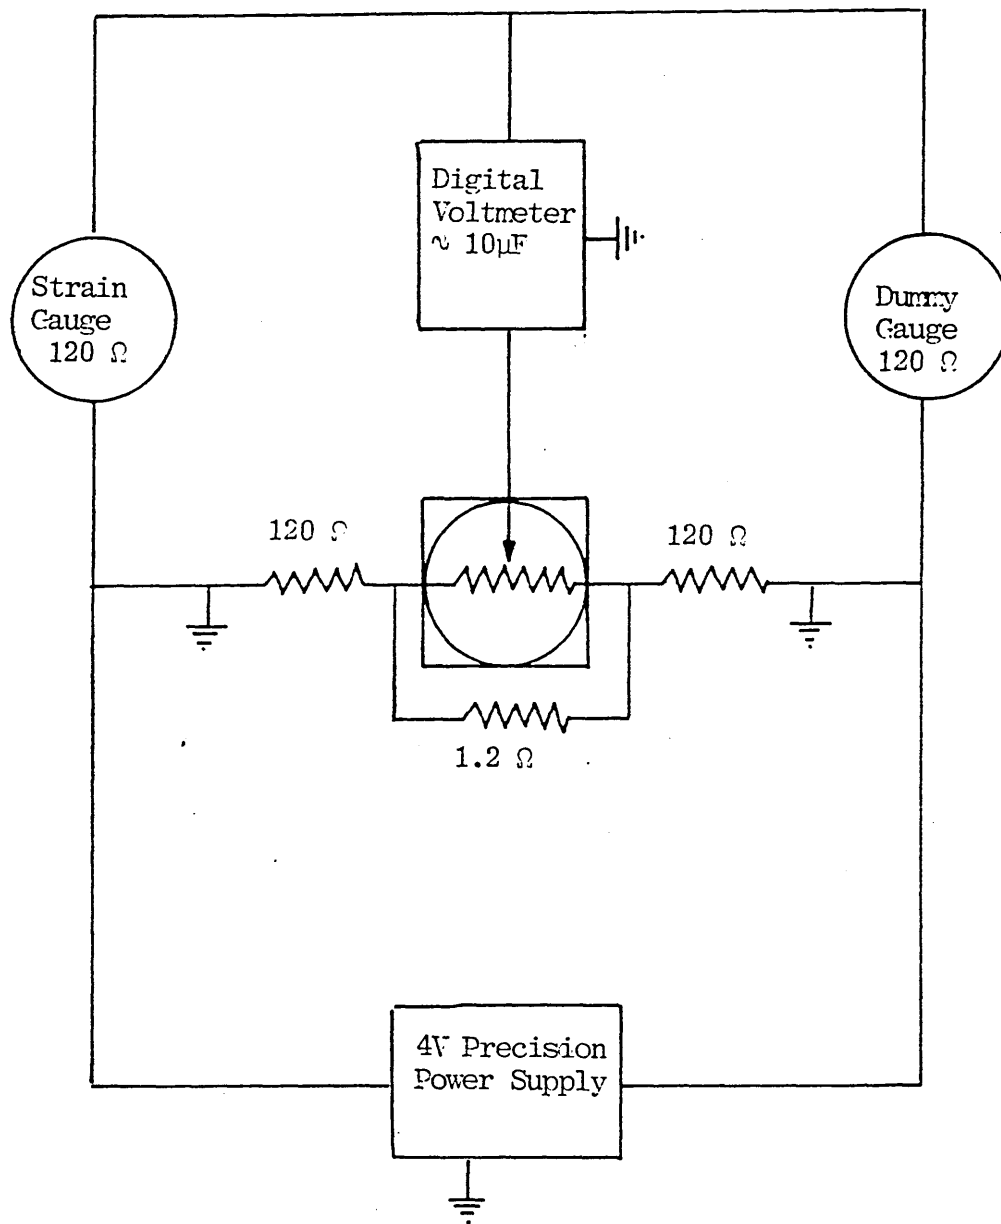 Digital
Voltmeter
~ 10μF
Strain
Gauge
120 Ω
Dummy
Gauge
120 Ω
120 Ω
120 Ω
1.2 Ω
4V Precision
Power Supply